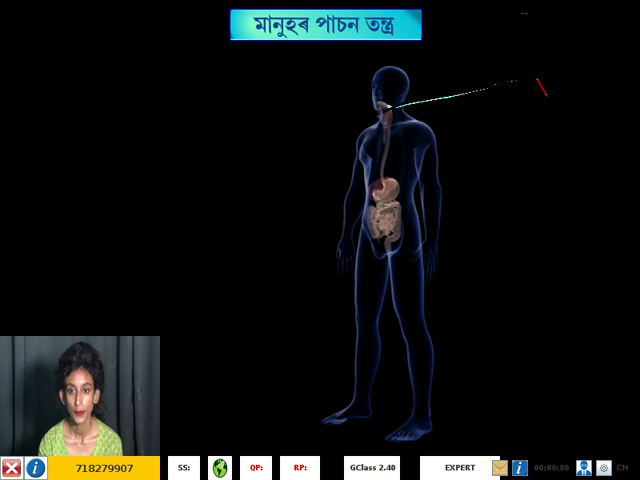 মানুহৰ পাচন তন্ত্ৰ
718279907
SS:
QP:
RP:
GClass 2.40
EXPERT
00:00:00
CM